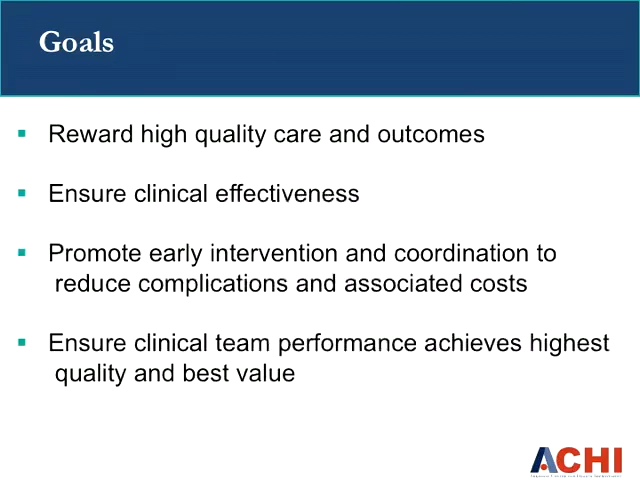 Goals
▪ Reward high quality care and outcomes
▪ Ensure clinical effectiveness
▪ Promote early intervention and coordination to
reduce complications and associated costs
▪ Ensure clinical team performance achieves highest
quality and best value
ACHI